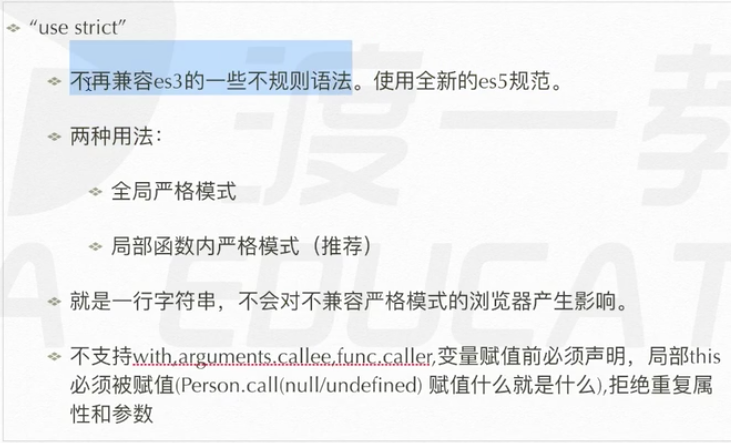 “use strict”
不再兼容es3的一些不规则语法。使用全新的es5规范。
两种用法：
全局严格模式
局部函数内严格模式（推荐）
就是一行字符串，不会对不兼容严格模式的浏览器产生影响。
不支持with,arguments.callee,func.caller,变量赋值前必须声明，局部this
必须被赋值(Person.call(null/undefined) 赋值什么就是什么),拒绝重复属
性和参数
渡一教
A EDUCAT